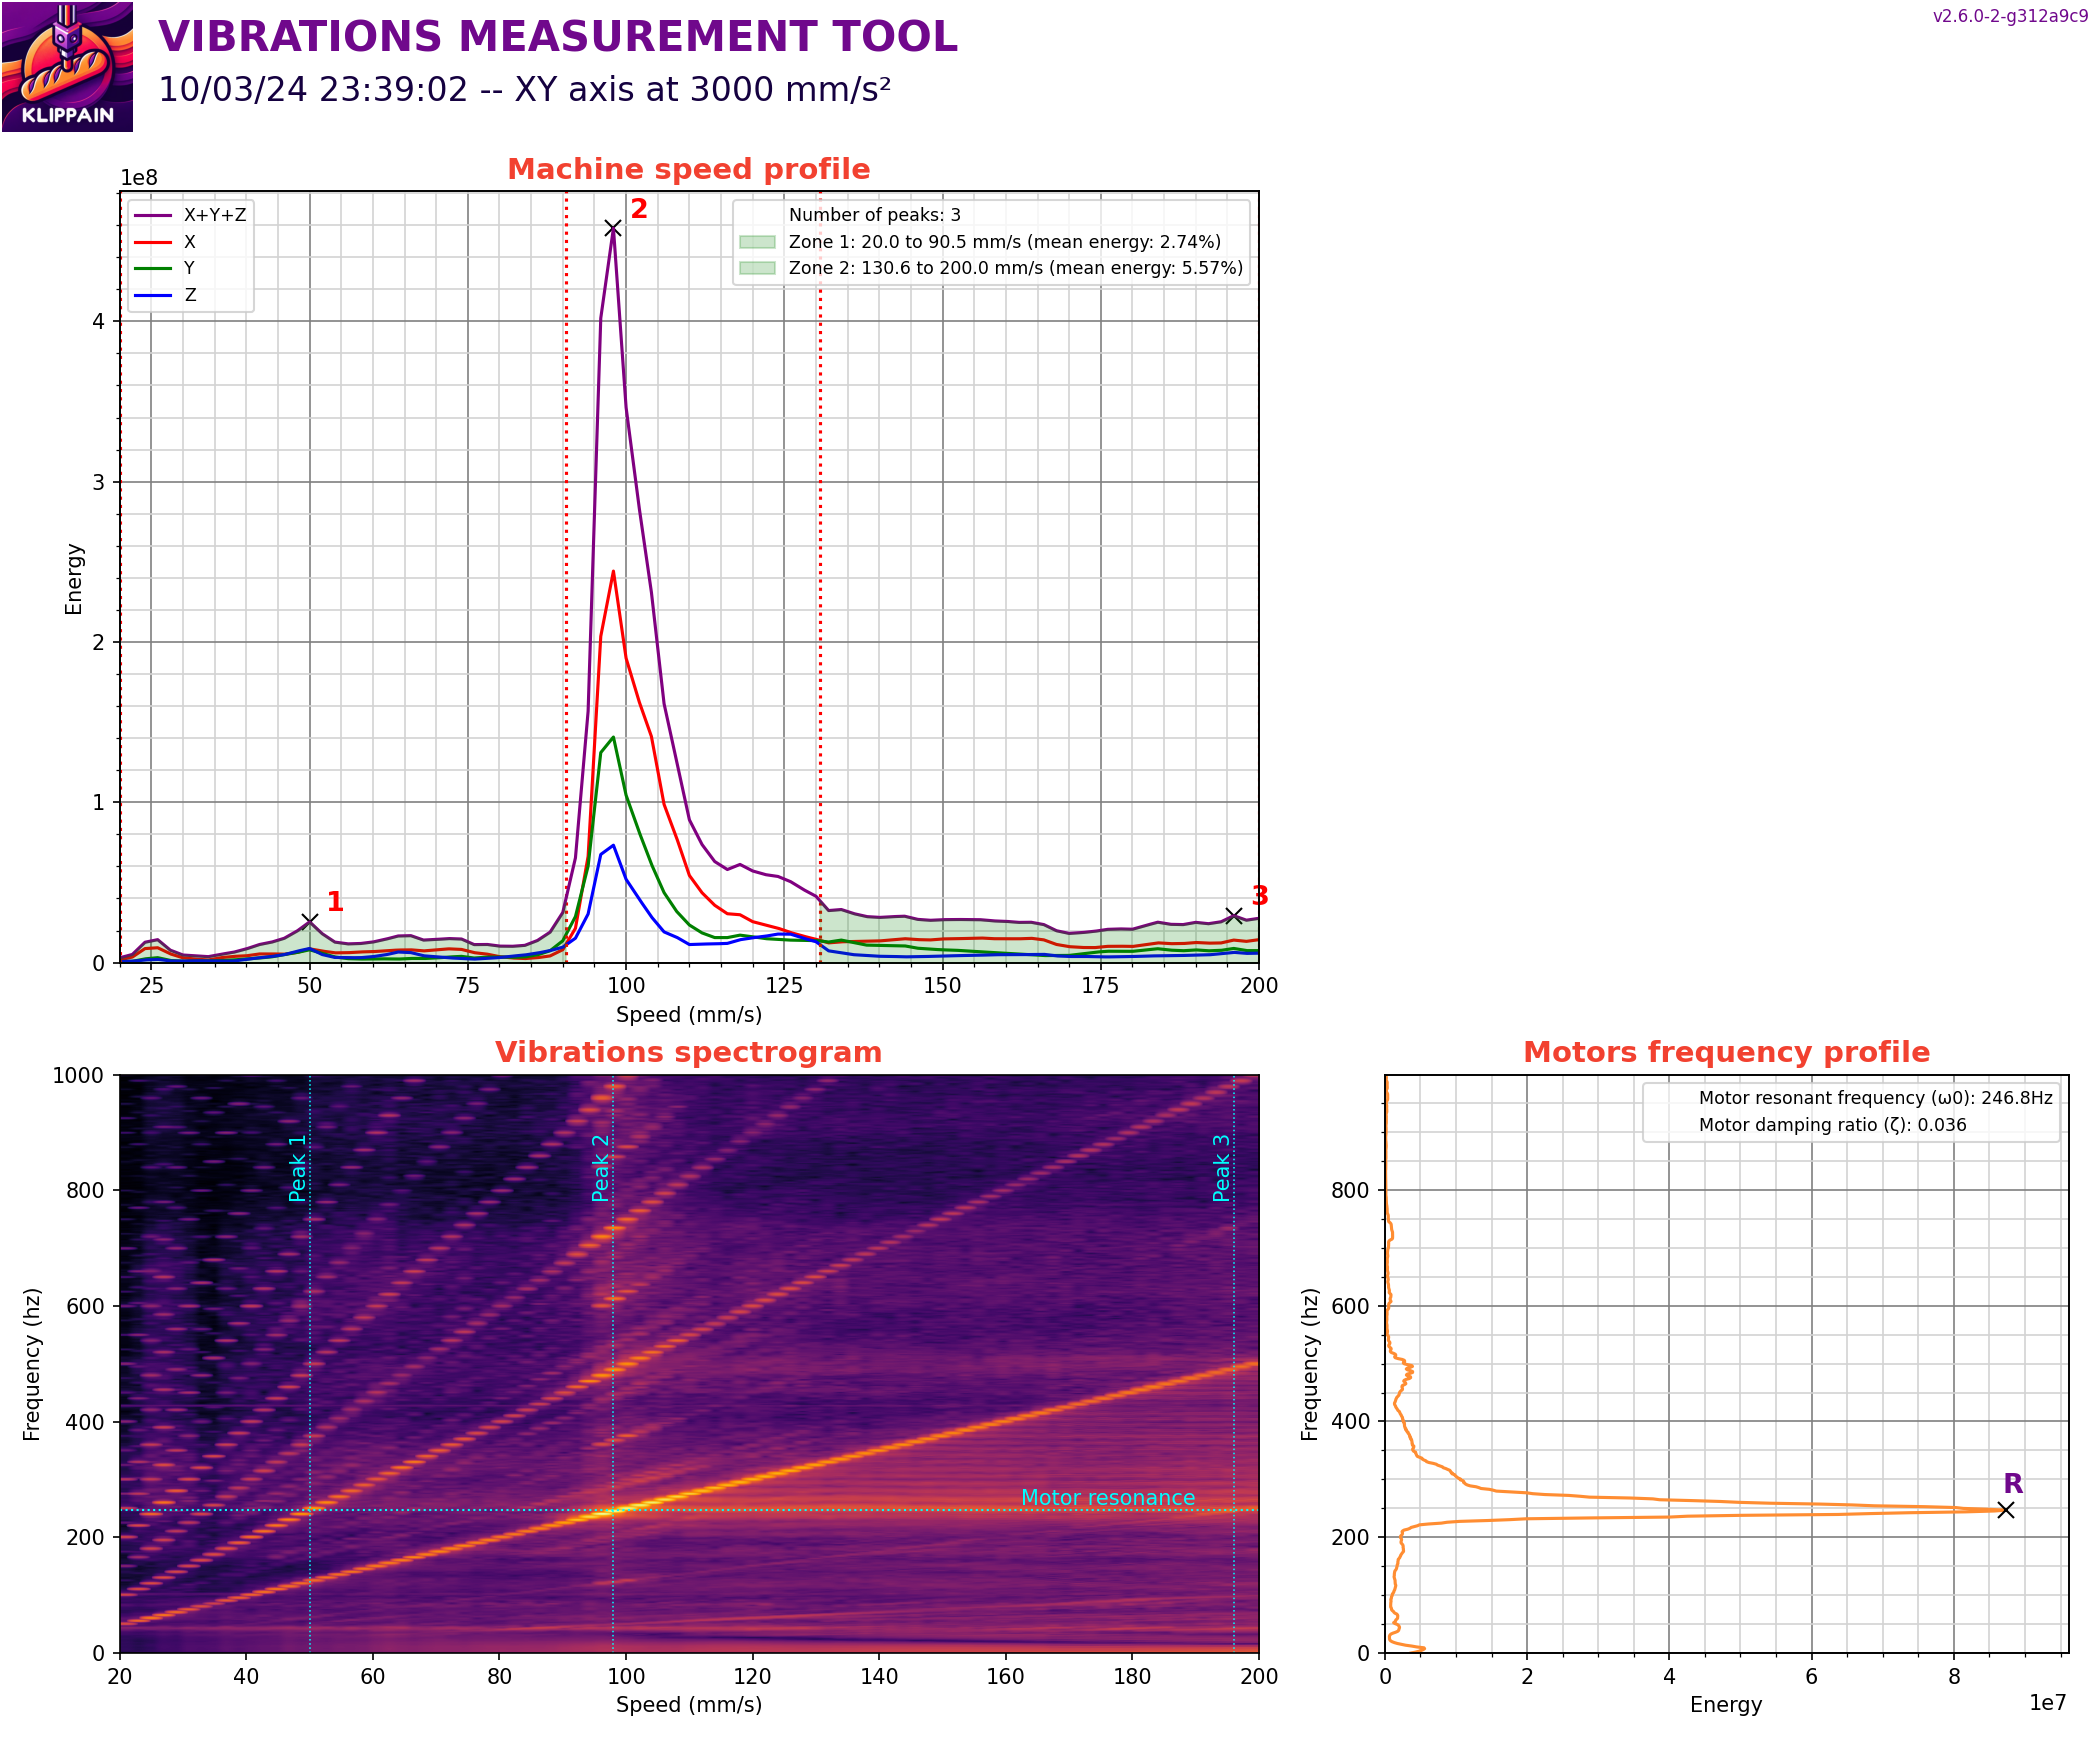 KLIPPAIN
VIBRATIONS MEASUREMENT TOOL
10/03/24 23:39:02 -- XY axis at 3000 mm/s²
v2.6.0-2-g312a9c9
Machine speed profile
1e8
X+Y+Z
X
Y
Z
Number of peaks: 3
Zone 1: 20.0 to 90.5 mm/s (mean energy: 2.74%)
Zone 2: 130.6 to 200.0 mm/s (mean energy: 5.57%)
1
2
3
4
3
2
1
0
Energy
25 50 75 100 125 150 175 200
Speed (mm/s)
Vibrations spectrogram
1000
800
600
400
200
0
Frequency (hz)
Peak 1
Peak 2
Peak 3
Motor resonance
20 40 60 80 100 120 140 160 180 200
Speed (mm/s)
Motors frequency profile
Motor resonant frequency (ω0): 246.8Hz
Motor damping ratio (ζ): 0.036
R
800
600
400
200
0
Frequency (hz)
0 2 4 6 8
Energy
1e7